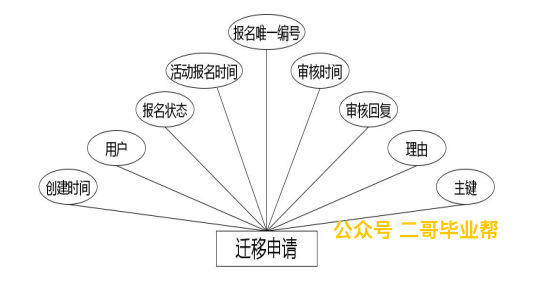 报名唯一编号
活动报名时间
审核时间
报名状态
审核回复
用户
理由
创建时间
主键
公众号 二哥毕业帮
迁移申请